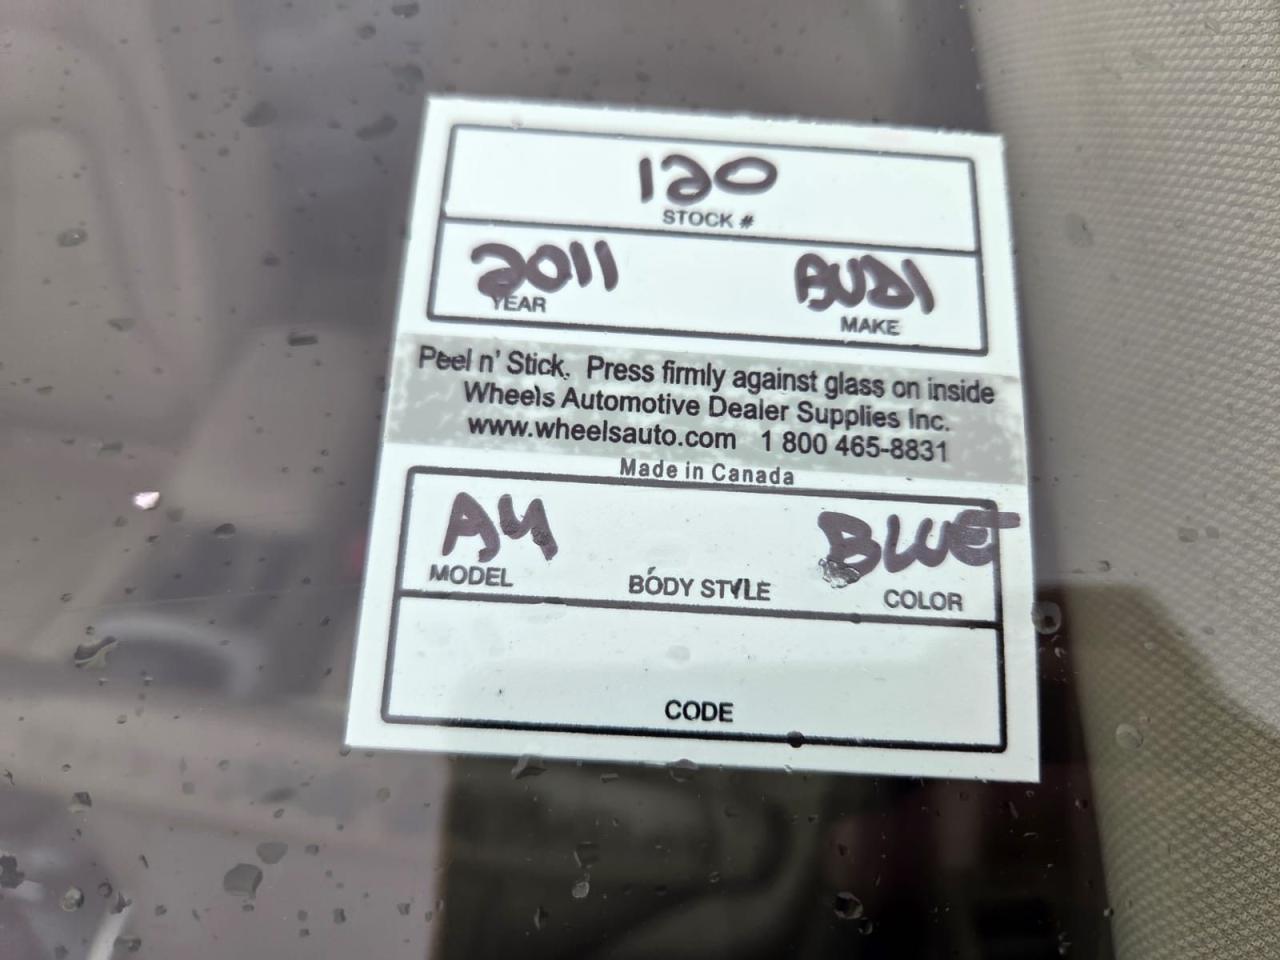 120
STOCK #
2011 AUDI
YEAR MAKE
Peel n' Stick. Press firmly against glass on inside
Wheels Automotive Dealer Supplies Inc.
www.wheelsauto.com 1 800 465-8831
Made in Canada
A4 BLUE
MODEL BODY STYLE COLOR
CODE